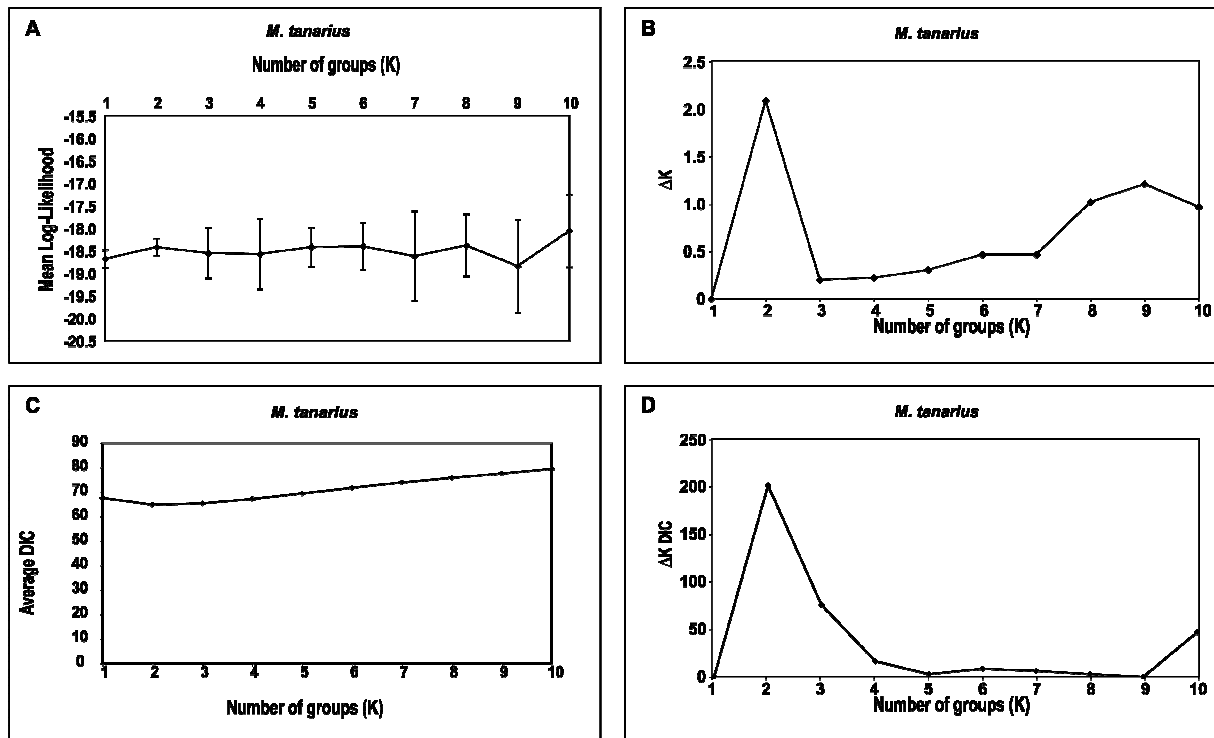 A
M. tanarius
Number of groups (K)
1 2 3 4 5 6 7 8 9 10
-15.5
-16.0
-16.5
-17.0
-17.5
-18.0
-18.5
-19.0
-19.5
-20.0
-20.5
Mean Log-Likelihood
B
M. tanarius
2.5
2.0
1.5
1.0
0.5
0
ΔK
1 2 3 4 5 6 7 8 9 10
Number of groups (K)
C
M. tanarius
90
80
70
60
50
40
30
20
10
0
Average DIC
1 2 3 4 5 6 7 8 9 10
Number of groups (K)
D
M. tanarius
250
200
150
100
50
0
ΔK DIC
1 2 3 4 5 6 7 8 9 10
Number of groups (K)